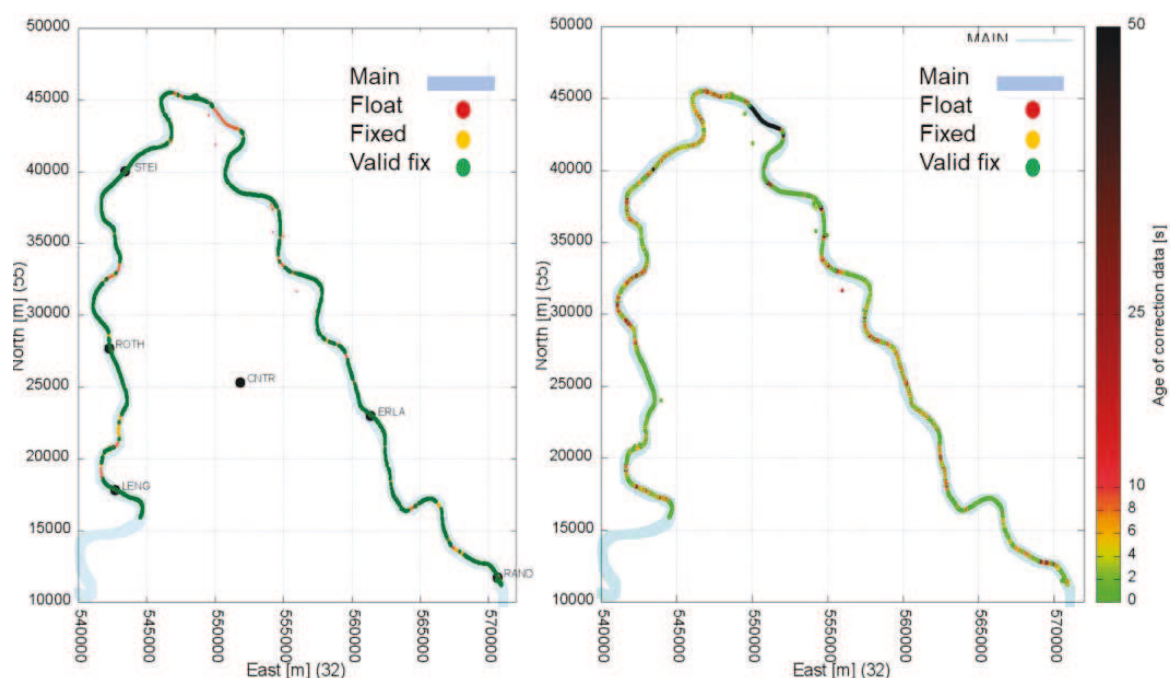 50000
45000
40000
35000
30000
25000
20000
15000
10000
North [m] (55)
Main
Float
Fixed
Valid fix
STEI
ROTH
CNTR
ERLA
LENG
RAND
540000
545000
550000
555000
560000
565000
570000
East [m] (32)
50000
45000
40000
35000
30000
25000
20000
15000
10000
North [m] (55)
MAIN
Main
Float
Fixed
Valid fix
540000
545000
550000
555000
560000
565000
570000
East [m] (32)
50
25
10
8
6
4
2
0
Age of correction data [s]